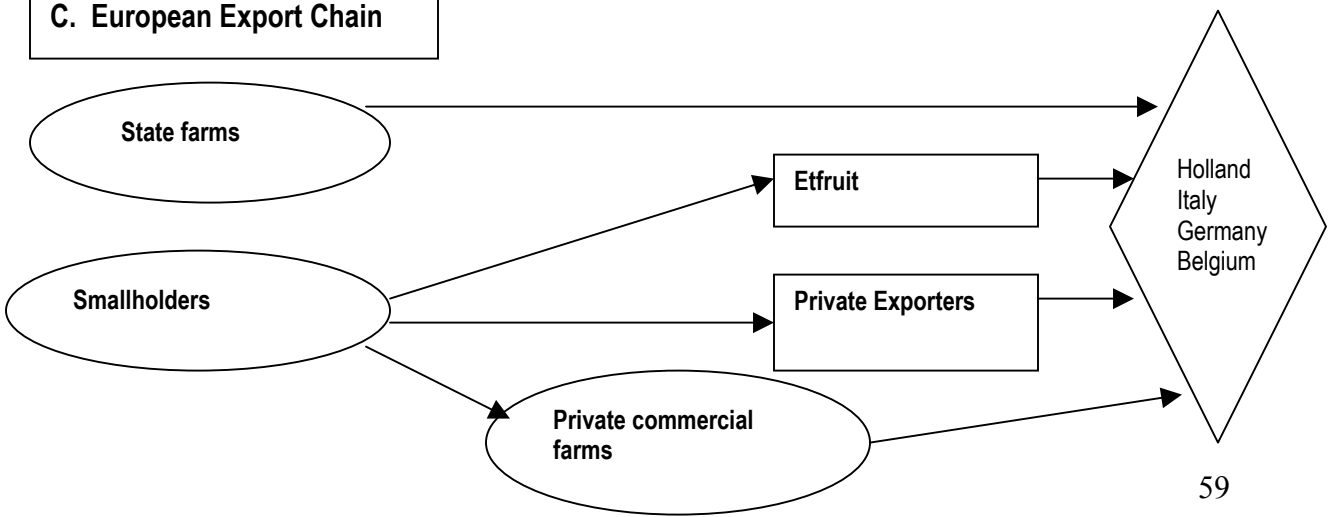 C. European Export Chain
State farms
Etfruit
Holland
Italy
Germany
Belgium
Smallholders
Private Exporters
Private commercial
farms
59